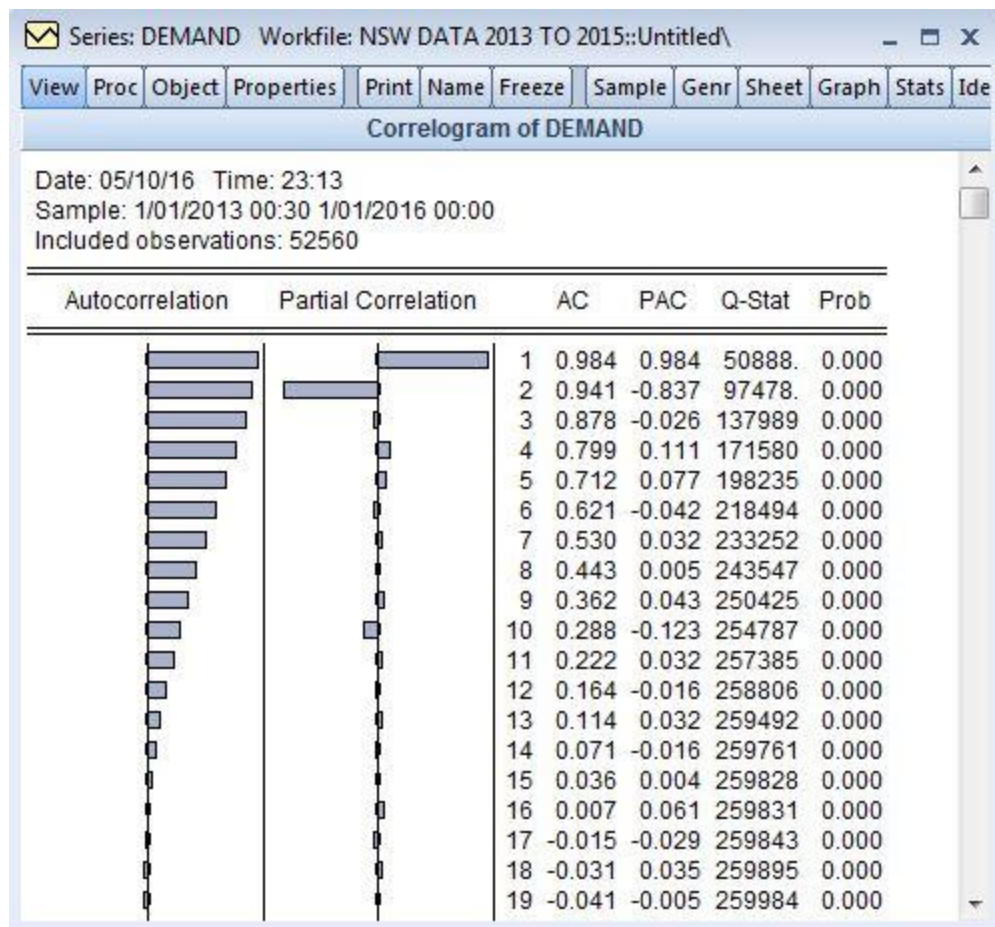 Series: DEMAND Workfile: NSW DATA 2013 TO 2015::Untitled\
View Proc Object Properties Print Name Freeze Sample Genr Sheet Graph Stats Ide
Correlogram of DEMAND
Date: 05/10/16 Time: 23:13
Sample: 1/01/2013 00:30 1/01/2016 00:00
Included observations: 52560
Autocorrelation Partial Correlation AC PAC Q-Stat Prob
1 0.984 0.984 50888. 0.000
2 0.941 -0.837 97478. 0.000
3 0.878 -0.026 137989 0.000
4 0.799 0.111 171580 0.000
5 0.712 0.077 198235 0.000
6 0.621 -0.042 218494 0.000
7 0.530 0.032 233252 0.000
8 0.443 0.005 243547 0.000
9 0.362 0.043 250425 0.000
10 0.288 -0.123 254787 0.000
11 0.222 0.032 257385 0.000
12 0.164 -0.016 258806 0.000
13 0.114 0.032 259492 0.000
14 0.071 -0.016 259761 0.000
15 0.036 0.004 259828 0.000
16 0.007 0.061 259831 0.000
17 -0.015 -0.029 259843 0.000
18 -0.031 0.035 259895 0.000
19 -0.041 -0.005 259984 0.000